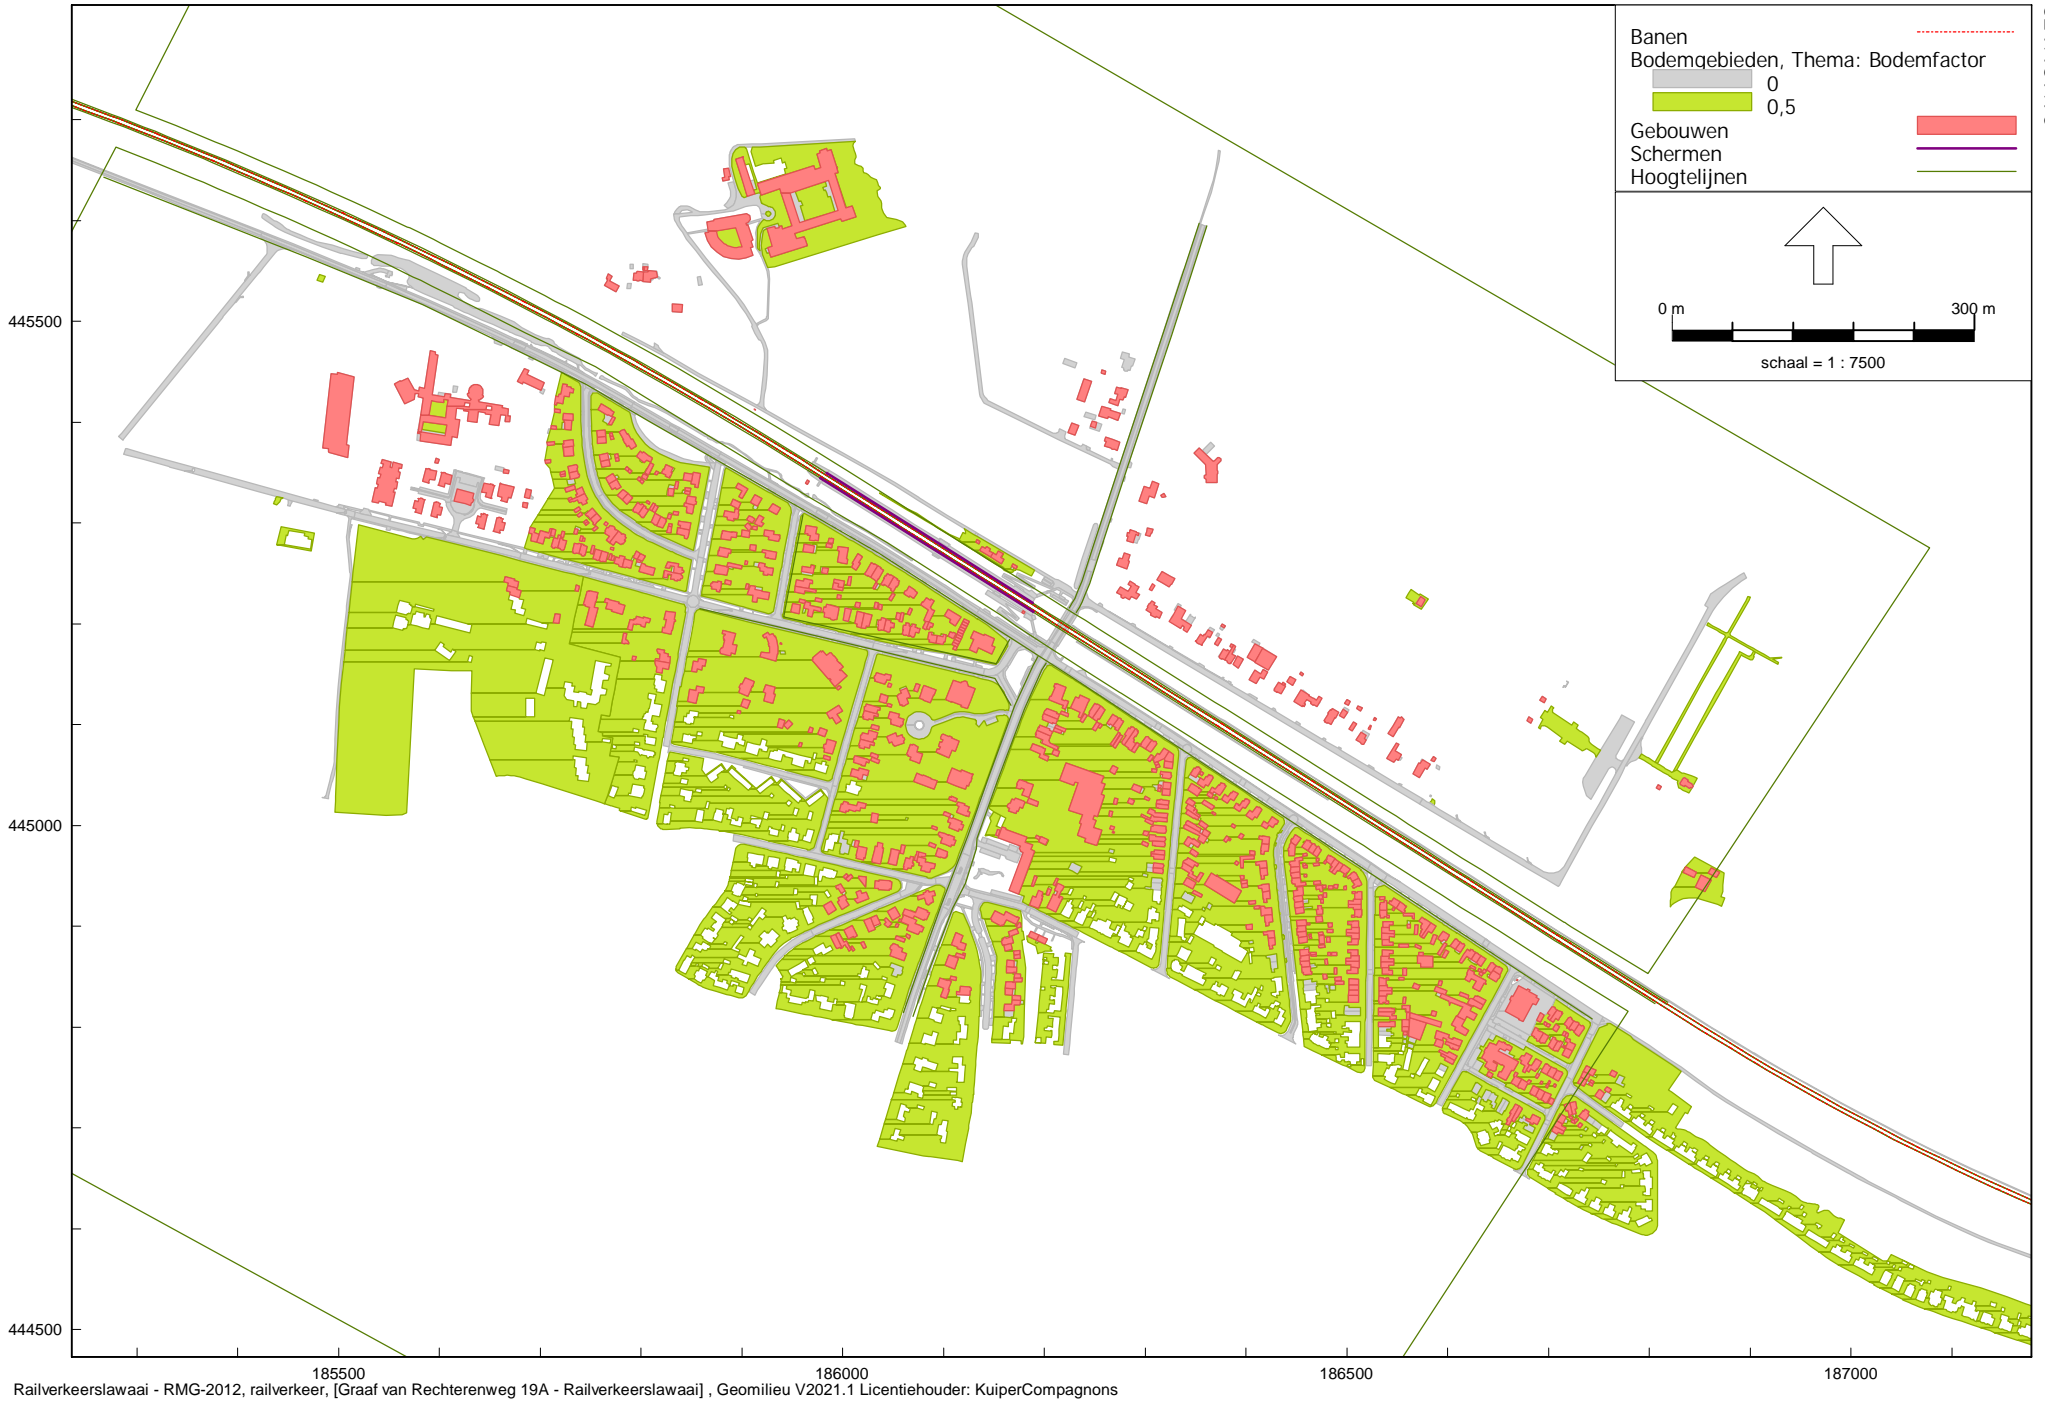 Banen
Bodemgebieden, Thema: Bodemfactor
0
0,5
Gebouwen
Schermen
Hoogtelijnen
0 m 300 m
schaal = 1 : 7500
445500
445000
444500
185500 186000 186500 187000
Railverkeerslawaai - RMG-2012, railverkeer, [Graaf van Rechterenweg 19A - Railverkeerslawaai] , Geomilieu V2021.1 Licentiehouder: KuiperCompagnons